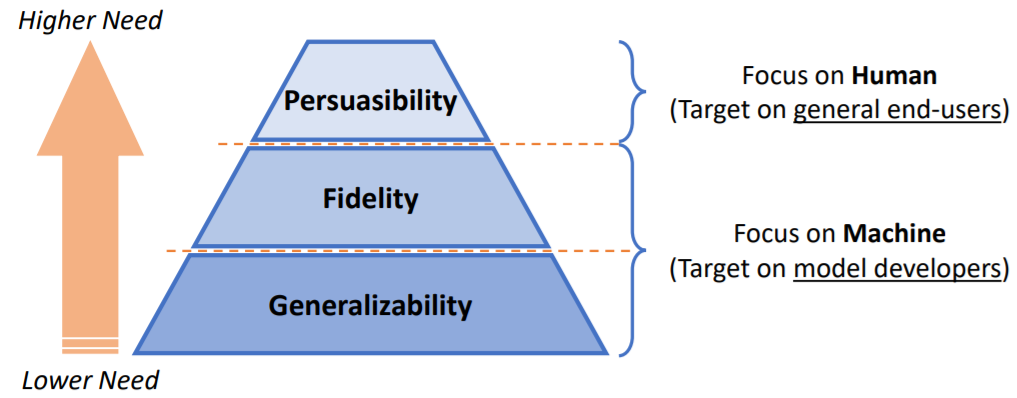 Higher Need
Persuasibility
Focus on Human
(Target on general end-users)
Fidelity
Focus on Machine
(Target on model developers)
Generalizability
Lower Need